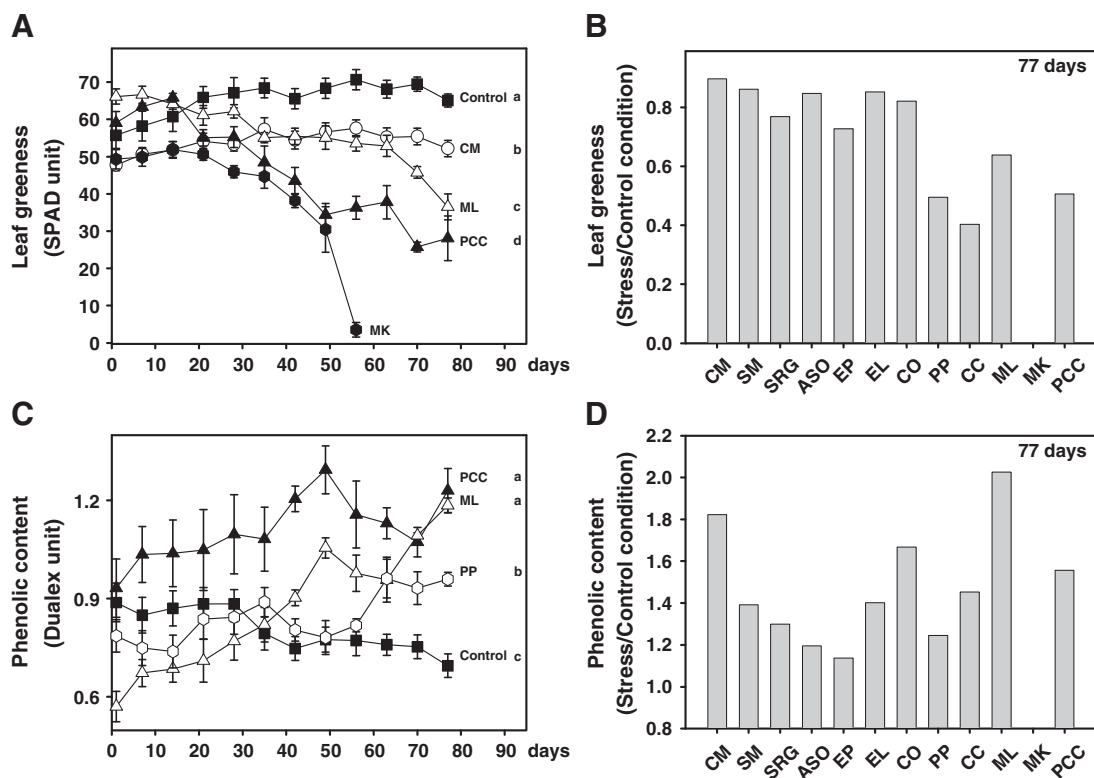 A
Leaf greeness
(SPAD unit)
70
60
50
40
30
20
10
0
Control a
CM b
ML c
PCC d
MK
0 10 20 30 40 50 60 70 80 90 days
B
77 days
Leaf greeness
(Stress/Control condition)
0.8
0.6
0.4
0.2
0.0
CM SM SRG ASO EP EL CO PP CC ML MK PCC
C
Phenolic content
(Dualex unit)
1.2
0.9
0.6
PCC a
ML a
PP b
Control c
0 10 20 30 40 50 60 70 80 90 days
D
77 days
Phenolic content
(Stress/Control condition)
2.2
2.0
1.8
1.6
1.4
1.2
1.0
0.8
CM SM SRG ASO EP EL CO PP CC ML MK PCC